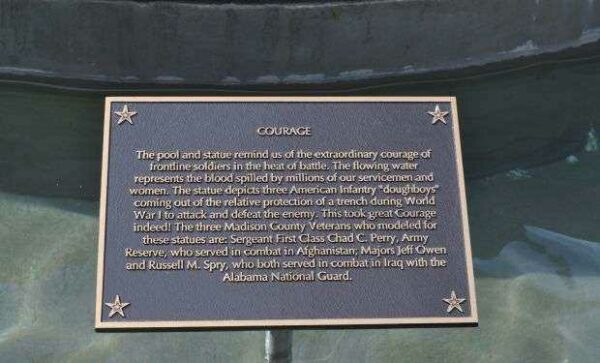 COURAGE
The pool and statue remind us of the extraordinary courage of
frontline soldiers in the heat of battle. The flowing water
represents the blood spilled by millions of our servicemen and
women. The statue depicts three American Infantry "doughboys"
coming out of the relative protection of a trench during World
War I to attack and defeat the enemy. This took great Courage
indeed! The three Madison County Veterans who modeled for
these statues are: Sergeant First Class Chad C. Perry, Army
Reserve, who served in combat in Afghanistan; Majors Jeff Owen
and Russell M. Spry, who both served in combat in Iraq with the
Alabama National Guard.